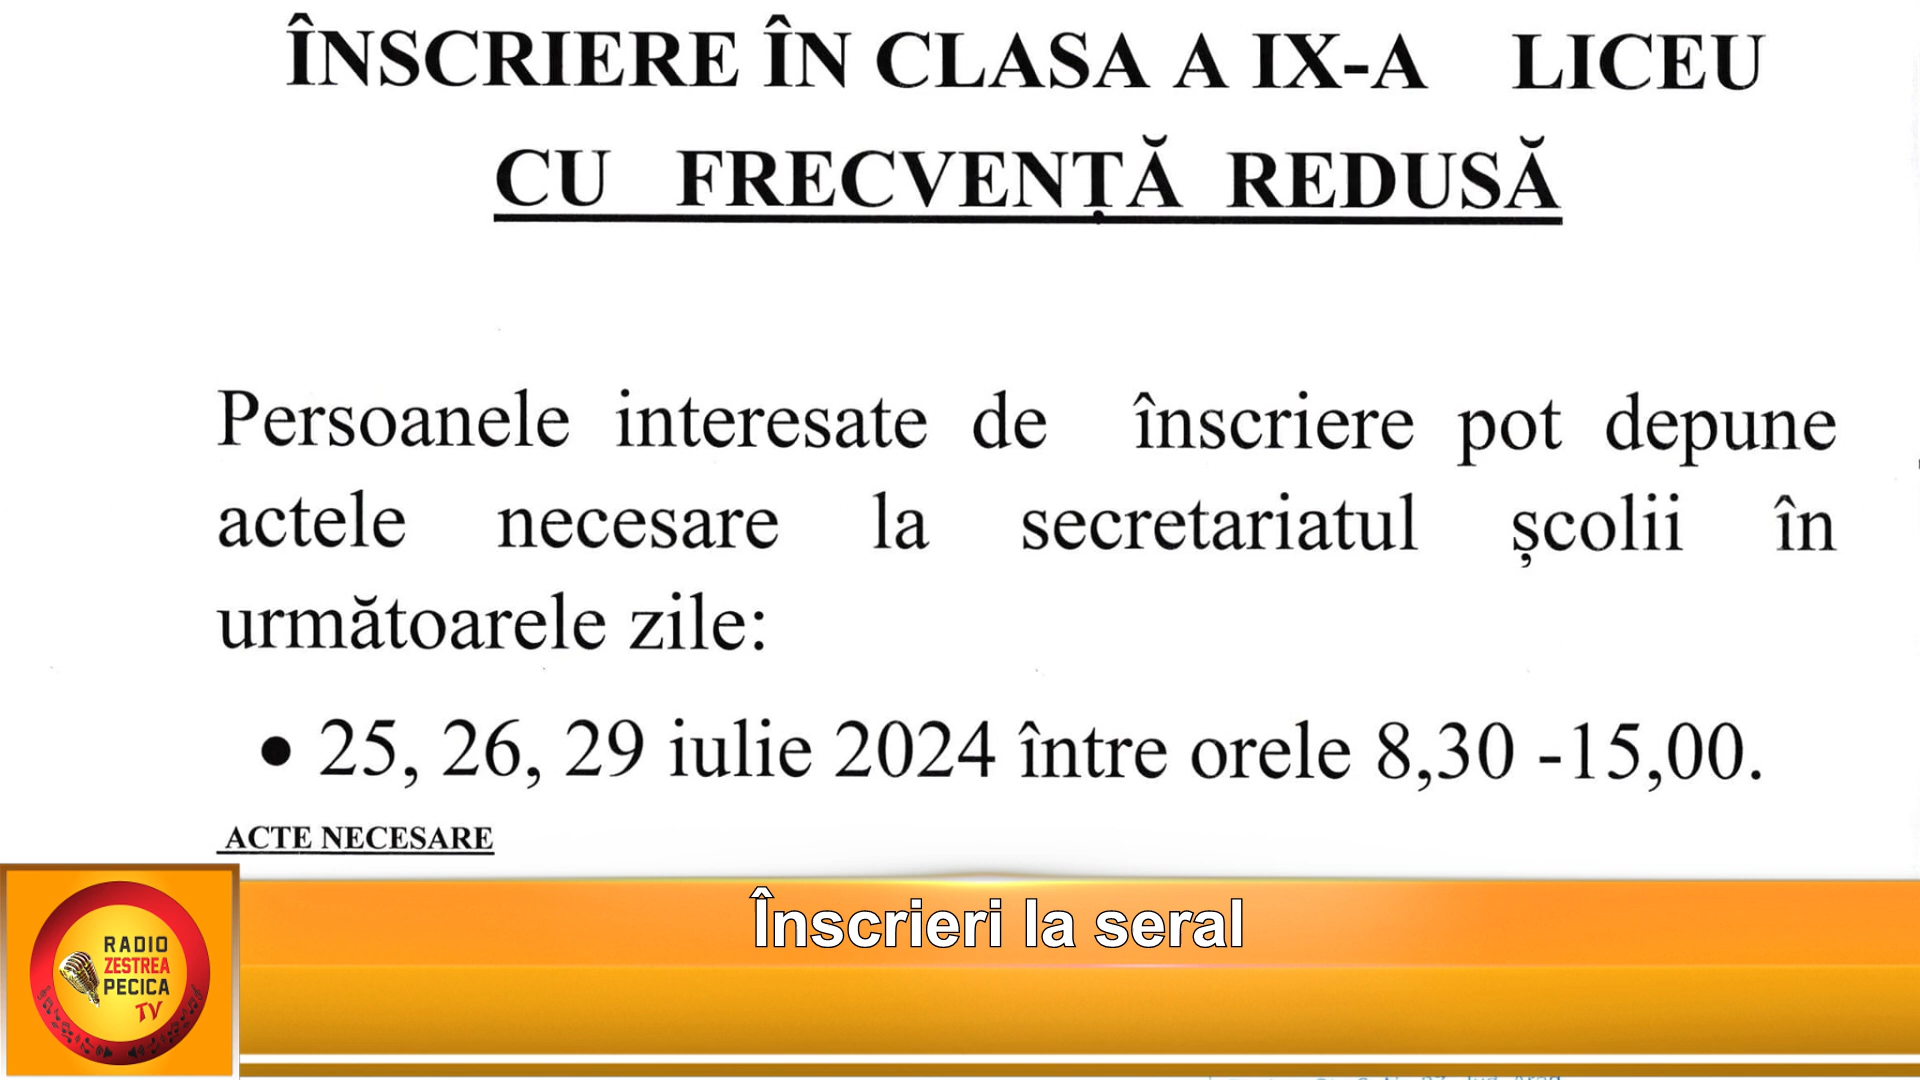 ÎNSCRIERE ÎN CLASA A IX-A LICEU
CU FRECVENȚĂ REDUSĂ
Persoanele interesate de înscriere pot depune
actele necesare la secretariatul școlii în
următoarele zile:
• 25, 26, 29 iulie 2024 între orele 8,30 -15,00.
ACTE NECESARE
Înscrieri la seral
RADIO
ZESTREA
PECICA
TV